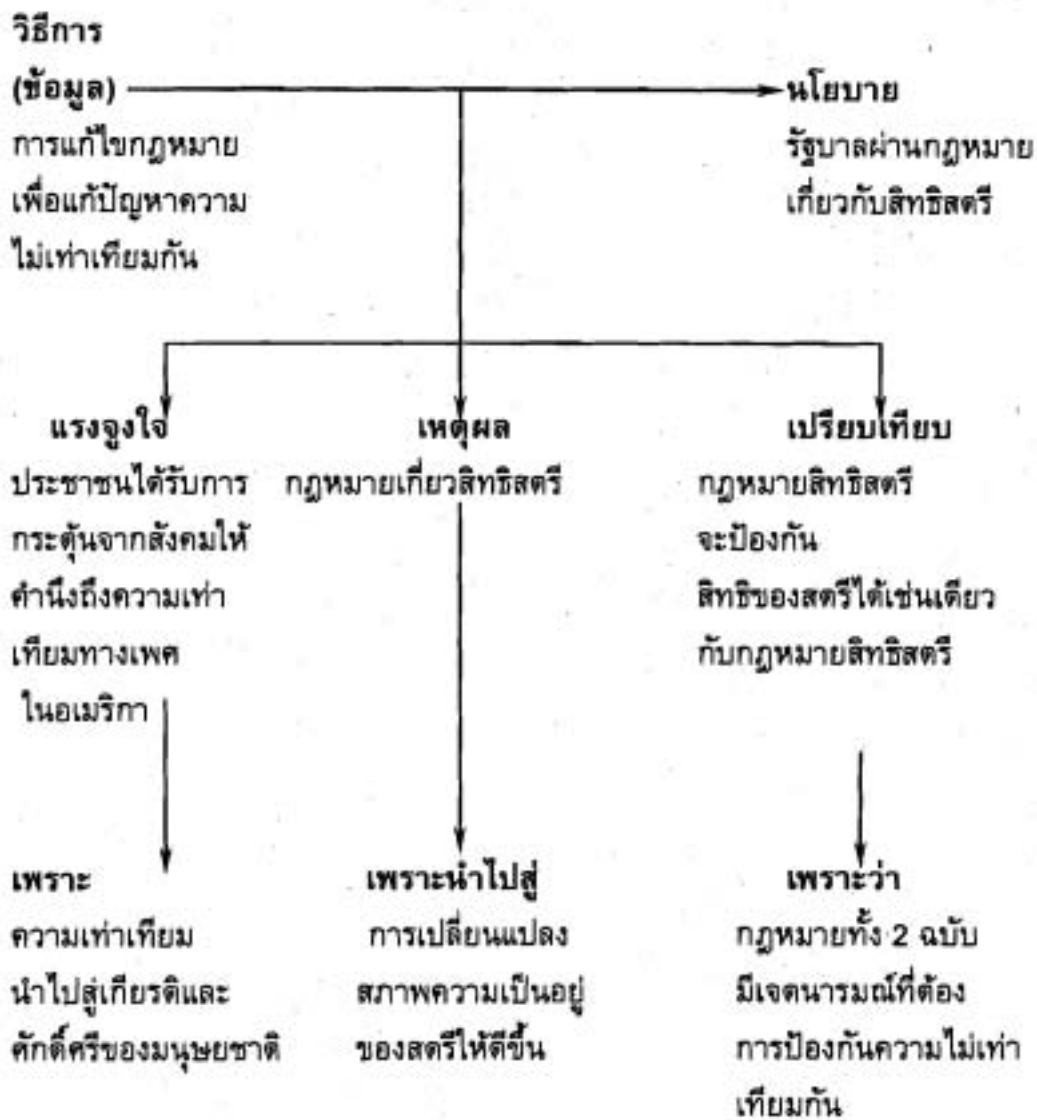 วิธีการ
(ข้อมูล)
การแก้ไขกฎหมาย
เพื่อแก้ปัญหาความ
ไม่เท่าเทียมกัน
นโยบาย
รัฐบาลผ่านกฎหมาย
เกี่ยวกับสิทธิสตรี
แรงจูงใจ
ประชาชนได้รับการ
กระตุ้นจากสังคมให้
คำนึงถึงความเท่า
เทียมทางเพศ
ในอเมริกา
เหตุผล
กฎหมายเกี่ยวสิทธิสตรี
เปรียบเทียบ
กฎหมายสิทธิสตรี
จะป้องกัน
สิทธิของสตรีได้เช่นเดียว
กับกฎหมายสิทธิสตรี
เพราะ
ความเท่าเทียม
นำไปสู่เกียรติและ
ศักดิ์ศรีของมนุษยชาติ
เพราะนำไปสู่
การเปลี่ยนแปลง
สภาพความเป็นอยู่
ของสตรีให้ดีขึ้น
เพราะว่า
กฎหมายทั้ง 2 ฉบับ
มีเจตนารมณ์ที่ต้อง
การป้องกันความไม่เท่า
เทียมกัน